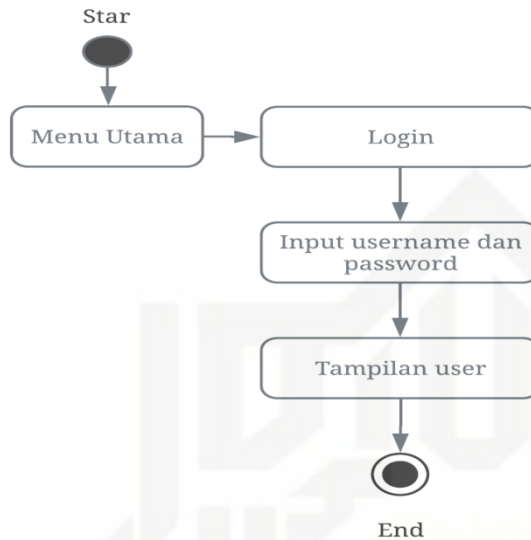 Star
Menu Utama
Login
Input username dan
password
Tampilan user
End